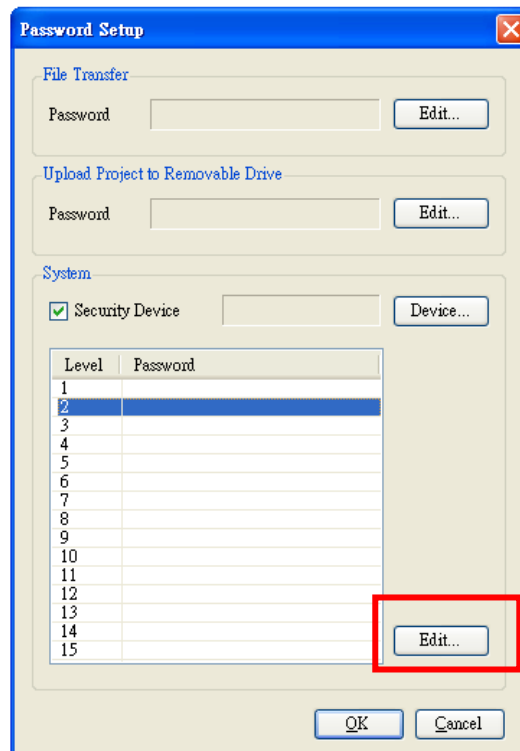 Password Setup
File Transfer
Password Edit...
Upload Project to Removable Drive
Password Edit...
System
Security Device Device...
Level Password
1
2
3
4
5
6
7
8
9
10
11
12
13
14
15
Edit...
OK Cancel